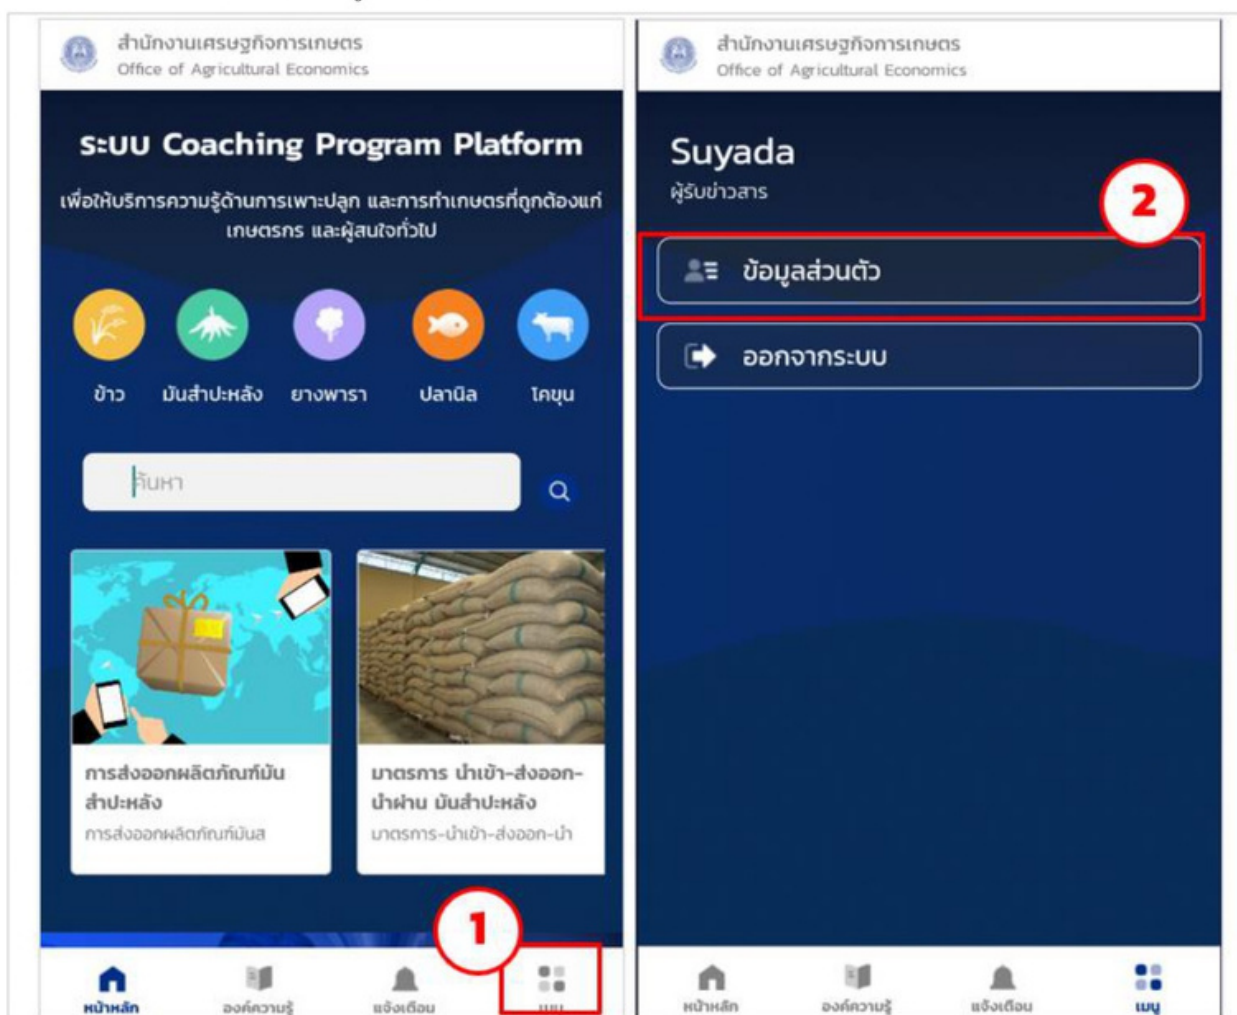 สำนักงานเศรษฐกิจการเกษตร
Office of Agricultural Economics
ระบบ Coaching Program Platform
เพื่อให้บริการความรู้ด้านการเพาะปลูก และการทำเกษตรที่ถูกต้องแก่
เกษตรกร และผู้สนใจทั่วไป
ข้าว มันสำปะหลัง ยางพารา ปลานิล โคขุน
ค้นหา
การส่งออกผลิตภัณฑ์มัน
สำปะหลัง
การส่งออกผลิตภัณฑ์มันส
มาตรการ นำเข้า-ส่งออก-
นำผ่าน มันสำปะหลัง
มาตรการ-นำเข้า-ส่งออก-นำ
1
หน้าหลัก องค์ความรู้ แจ้งเตือน เมนู
สำนักงานเศรษฐกิจการเกษตร
Office of Agricultural Economics
Suyada
ผู้รับข่าวสาร
2
ข้อมูลส่วนตัว
ออกจากระบบ
หน้าหลัก องค์ความรู้ แจ้งเตือน เมนู